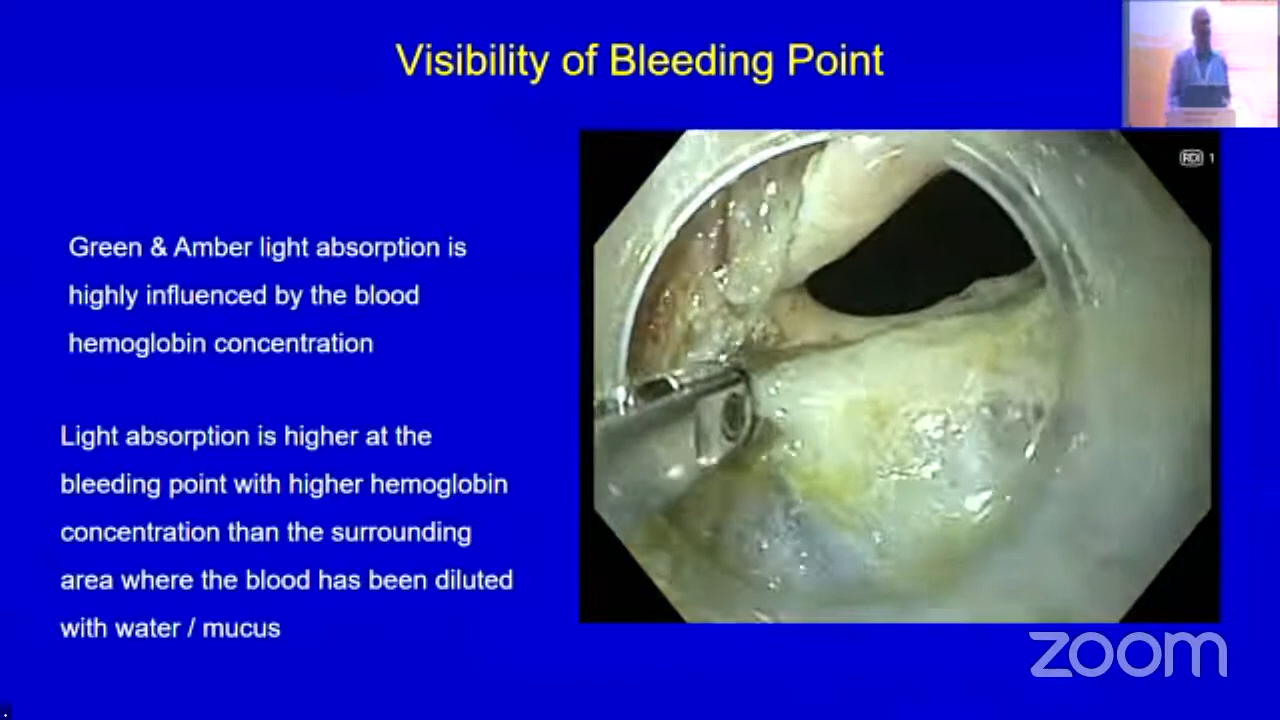 Visibility of Bleeding Point
RDI 1
Green & Amber light absorption is
highly influenced by the blood
hemoglobin concentration
Light absorption is higher at the
bleeding point with higher hemoglobin
concentration than the surrounding
area where the blood has been diluted
with water / mucus
zoom